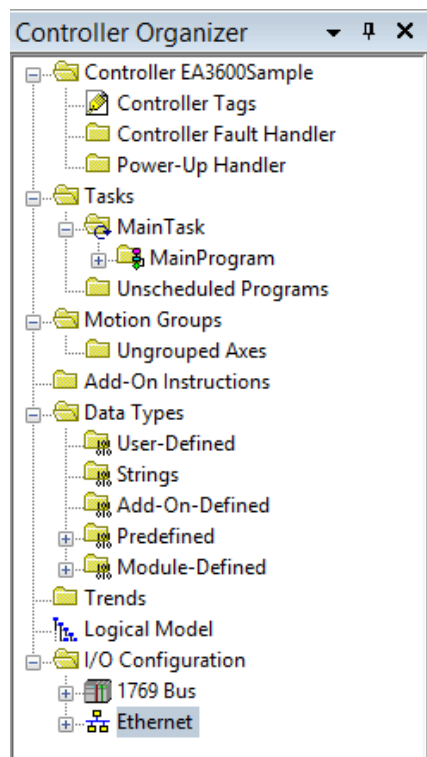 Controller Organizer
Controller EA3600Sample
Controller Tags
Controller Fault Handler
Power-Up Handler
Tasks
MainTask
MainProgram
Unscheduled Programs
Motion Groups
Ungrouped Axes
Add-On Instructions
Data Types
User-Defined
Strings
Add-On-Defined
Predefined
Module-Defined
Trends
Logical Model
I/O Configuration
1769 Bus
Ethernet